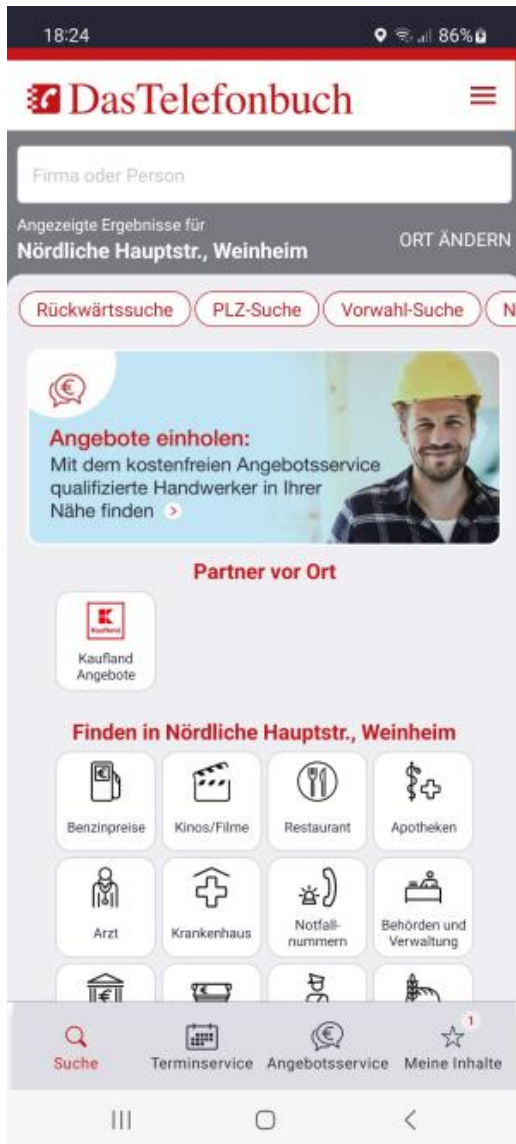 18:24
86%
DasTelefonbuch
Firma oder Person
Angezeigte Ergebnisse für
Nördliche Hauptstr., Weinheim
ORT ÄNDERN
Rückwärtssuche
PLZ-Suche
Vorwahl-Suche
N
Angebote einholen:
Mit dem kostenfreien Angebotsservice
qualifizierte Handwerker in Ihrer
Nähe finden
Partner vor Ort
K
Kaufland
Kaufland
Angebote
Finden in Nördliche Hauptstr., Weinheim
Benzinpreise
Kinos/Filme
Restaurant
Apotheken
Arzt
Krankenhaus
Notfall-
nummern
Behörden und
Verwaltung
1
Suche
Terminservice
Angebotsservice
Meine Inhalte